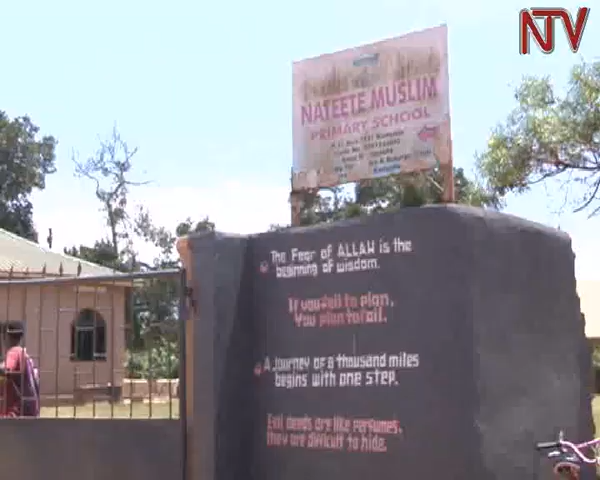 NTV
NATEETE MUSLIM
PRIMARY SCHOOL
The Fear of ALLAH is the
beginning of wisdom.
If you fail to plan,
You plan to fail.
A Journey of a thousand miles
begins with one step.
Evil deeds are like perfumes,
they are difficult to hide.